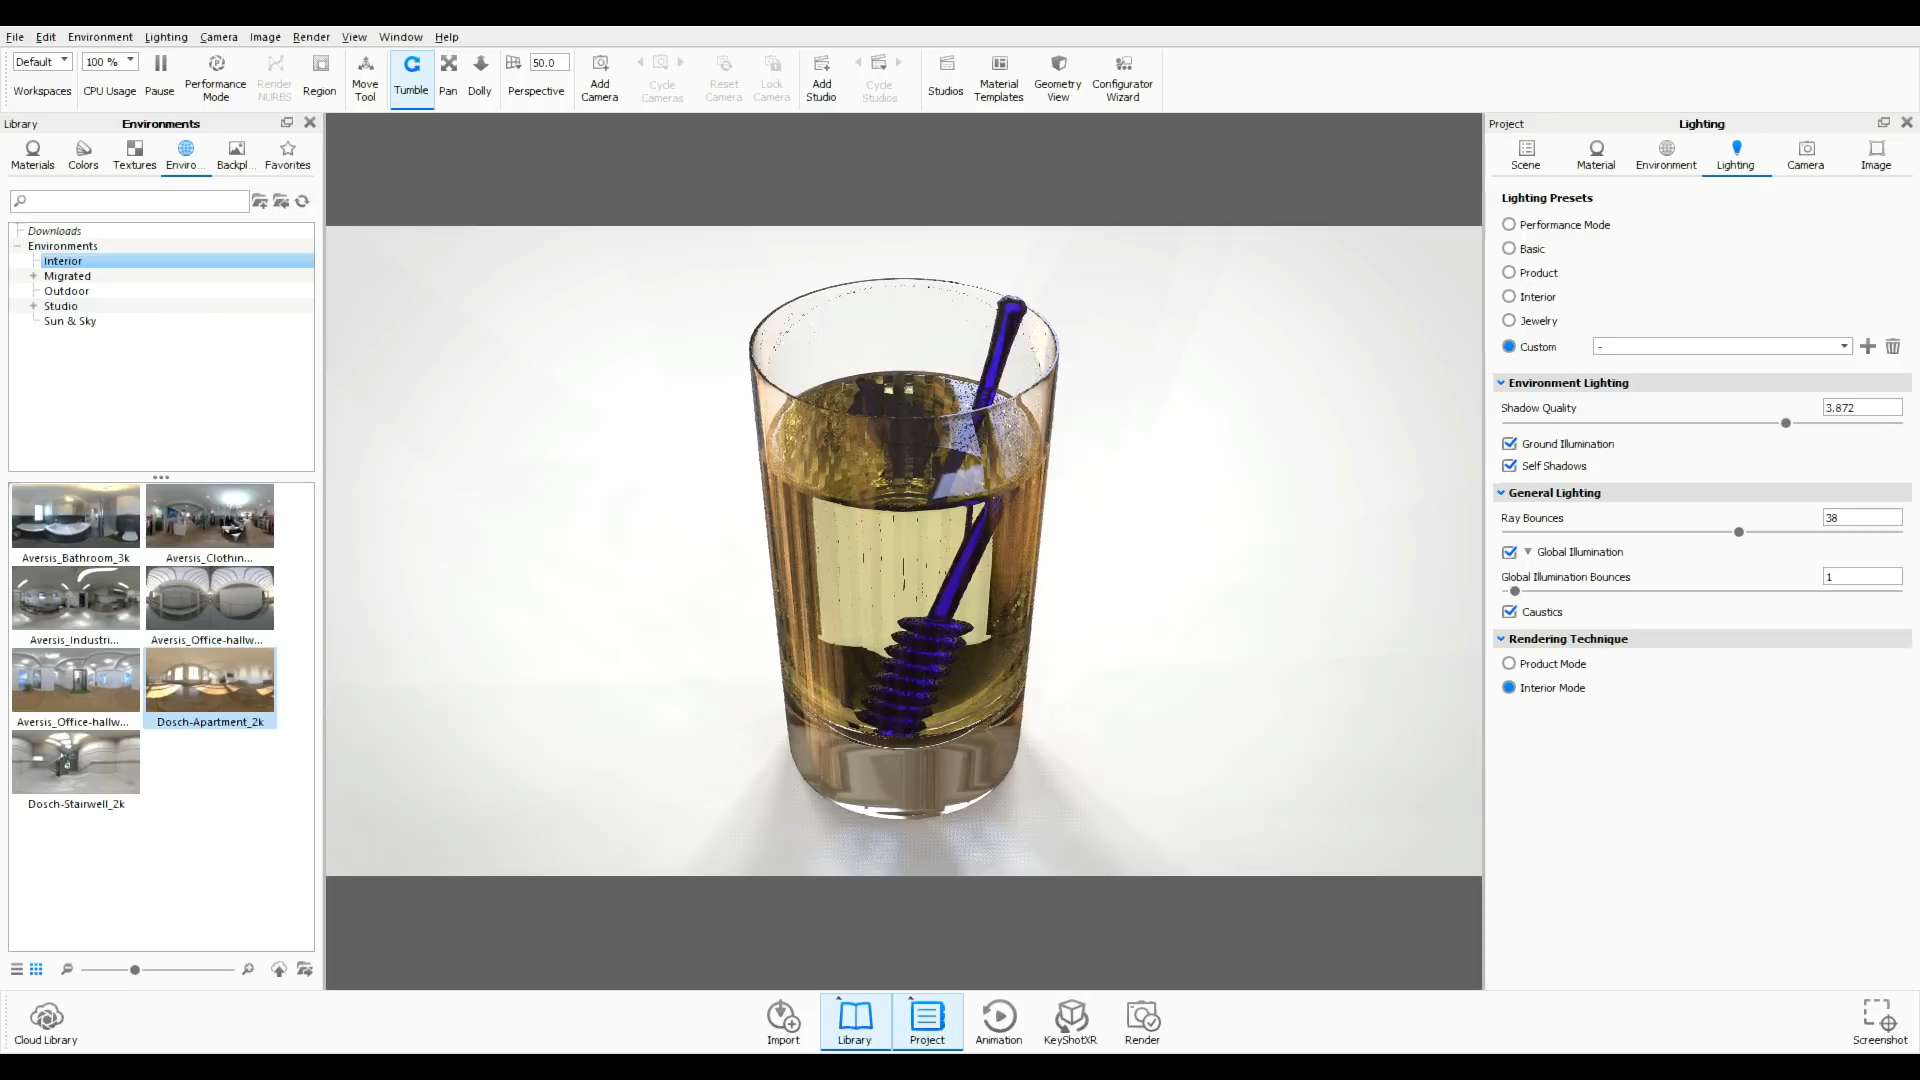 File Edit Environment Lighting Camera Image Render View Window Help
Default 100 % 50.0
Workspaces CPU Usage Pause Performance Mode Render NURBS Region Move Tool Tumble Pan Dolly Perspective Add Camera Cycle Cameras Reset Camera Lock Camera Add Studio Cycle Studios Studios Material Templates Geometry View Configurator Wizard
Library Environments
Materials Colors Textures Enviro... Backpl... Favorites
Downloads
Environments
Interior
Migrated
Outdoor
Studio
Sun & Sky
Aversis_Bathroom_3k Aversis_Clothin...
Aversis_Industri... Aversis_Office-hallw...
Aversis_Office-hallw... Dosch-Apartment_2k
Dosch-Stairwell_2k
Project Lighting
Scene Material Environment Lighting Camera Image
Lighting Presets
Performance Mode
Basic
Product
Interior
Jewelry
Custom -
Environment Lighting
Shadow Quality 3.872
Ground Illumination
Self Shadows
General Lighting
Ray Bounces 38
Global Illumination
Global Illumination Bounces 1
Caustics
Rendering Technique
Product Mode
Interior Mode
Cloud Library Import Library Project Animation KeyShotXR Render Screenshot